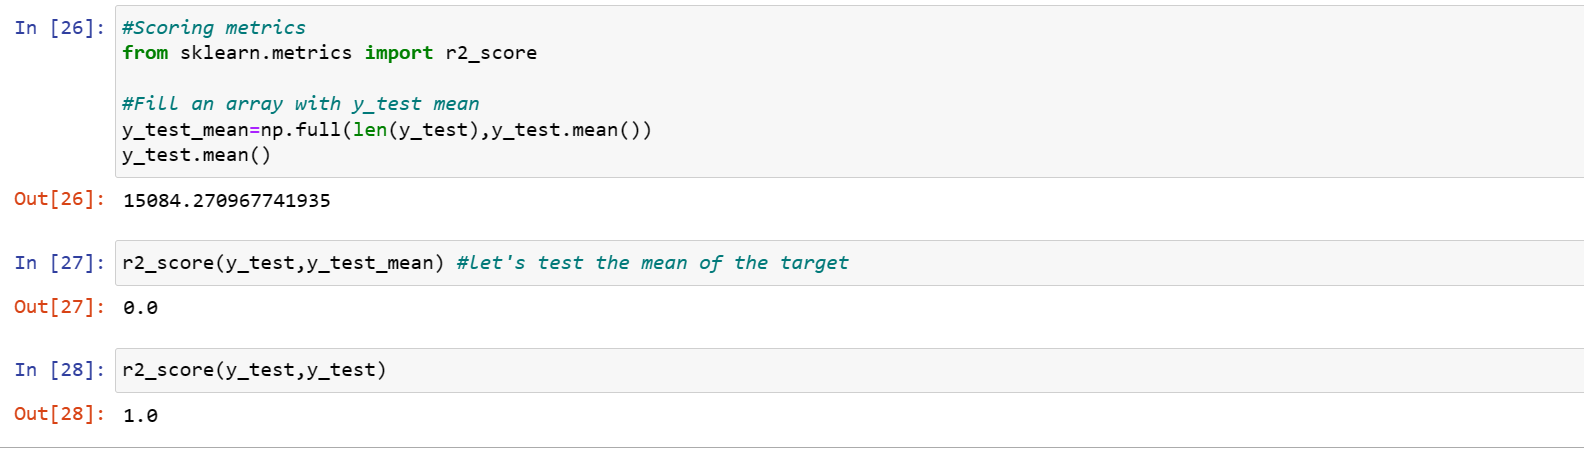 In [26]: #Scoring metrics
from sklearn.metrics import r2_score
#Fill an array with y_test mean
y_test_mean=np.full(len(y_test),y_test.mean())
y_test.mean()
Out[26]: 15084.270967741935
In [27]: r2_score(y_test,y_test_mean) #let's test the mean of the target
Out[27]: 0.0
In [28]: r2_score(y_test,y_test)
Out[28]: 1.0